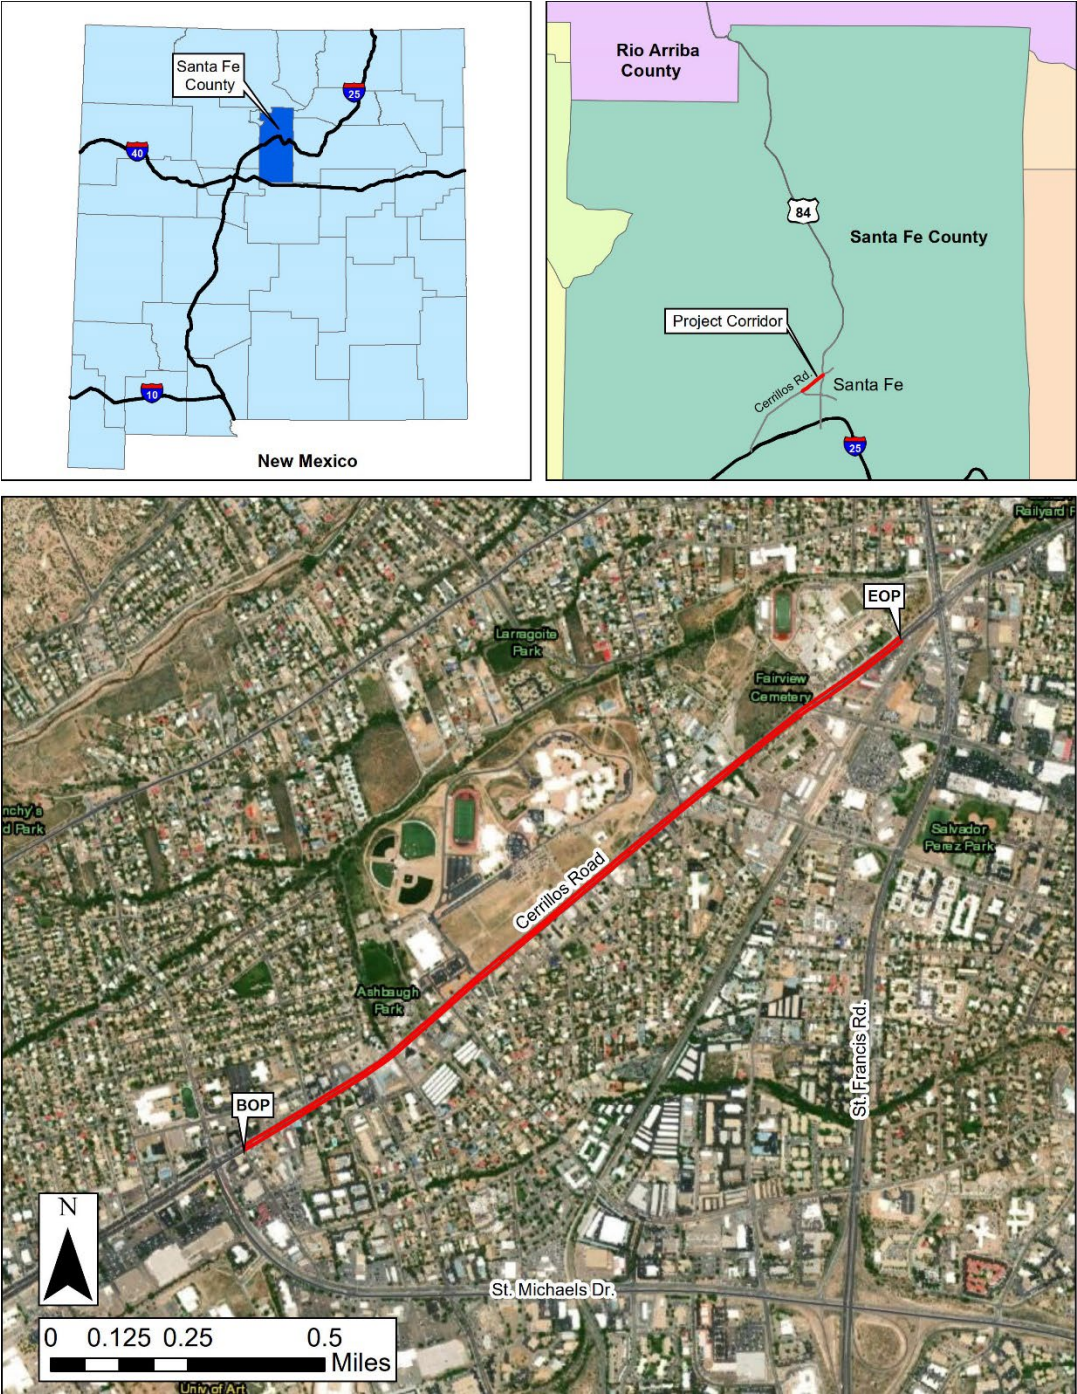 Santa Fe
County
25
40
10
New Mexico
Rio Arriba
County
84
Santa Fe County
Project Corridor
Cerrillos Rd.
Santa Fe
25
Railyard P
EOP
Larragoite
Park
Fairview
Cemetery
nchy's
d Park
Salvador
Perez Park
Cerrillos Road
Ashbaugh
Park
St. Francis Rd.
BOP
N
St. Michaels Dr.
0 0.125 0.25 0.5
Miles
Univ of Art